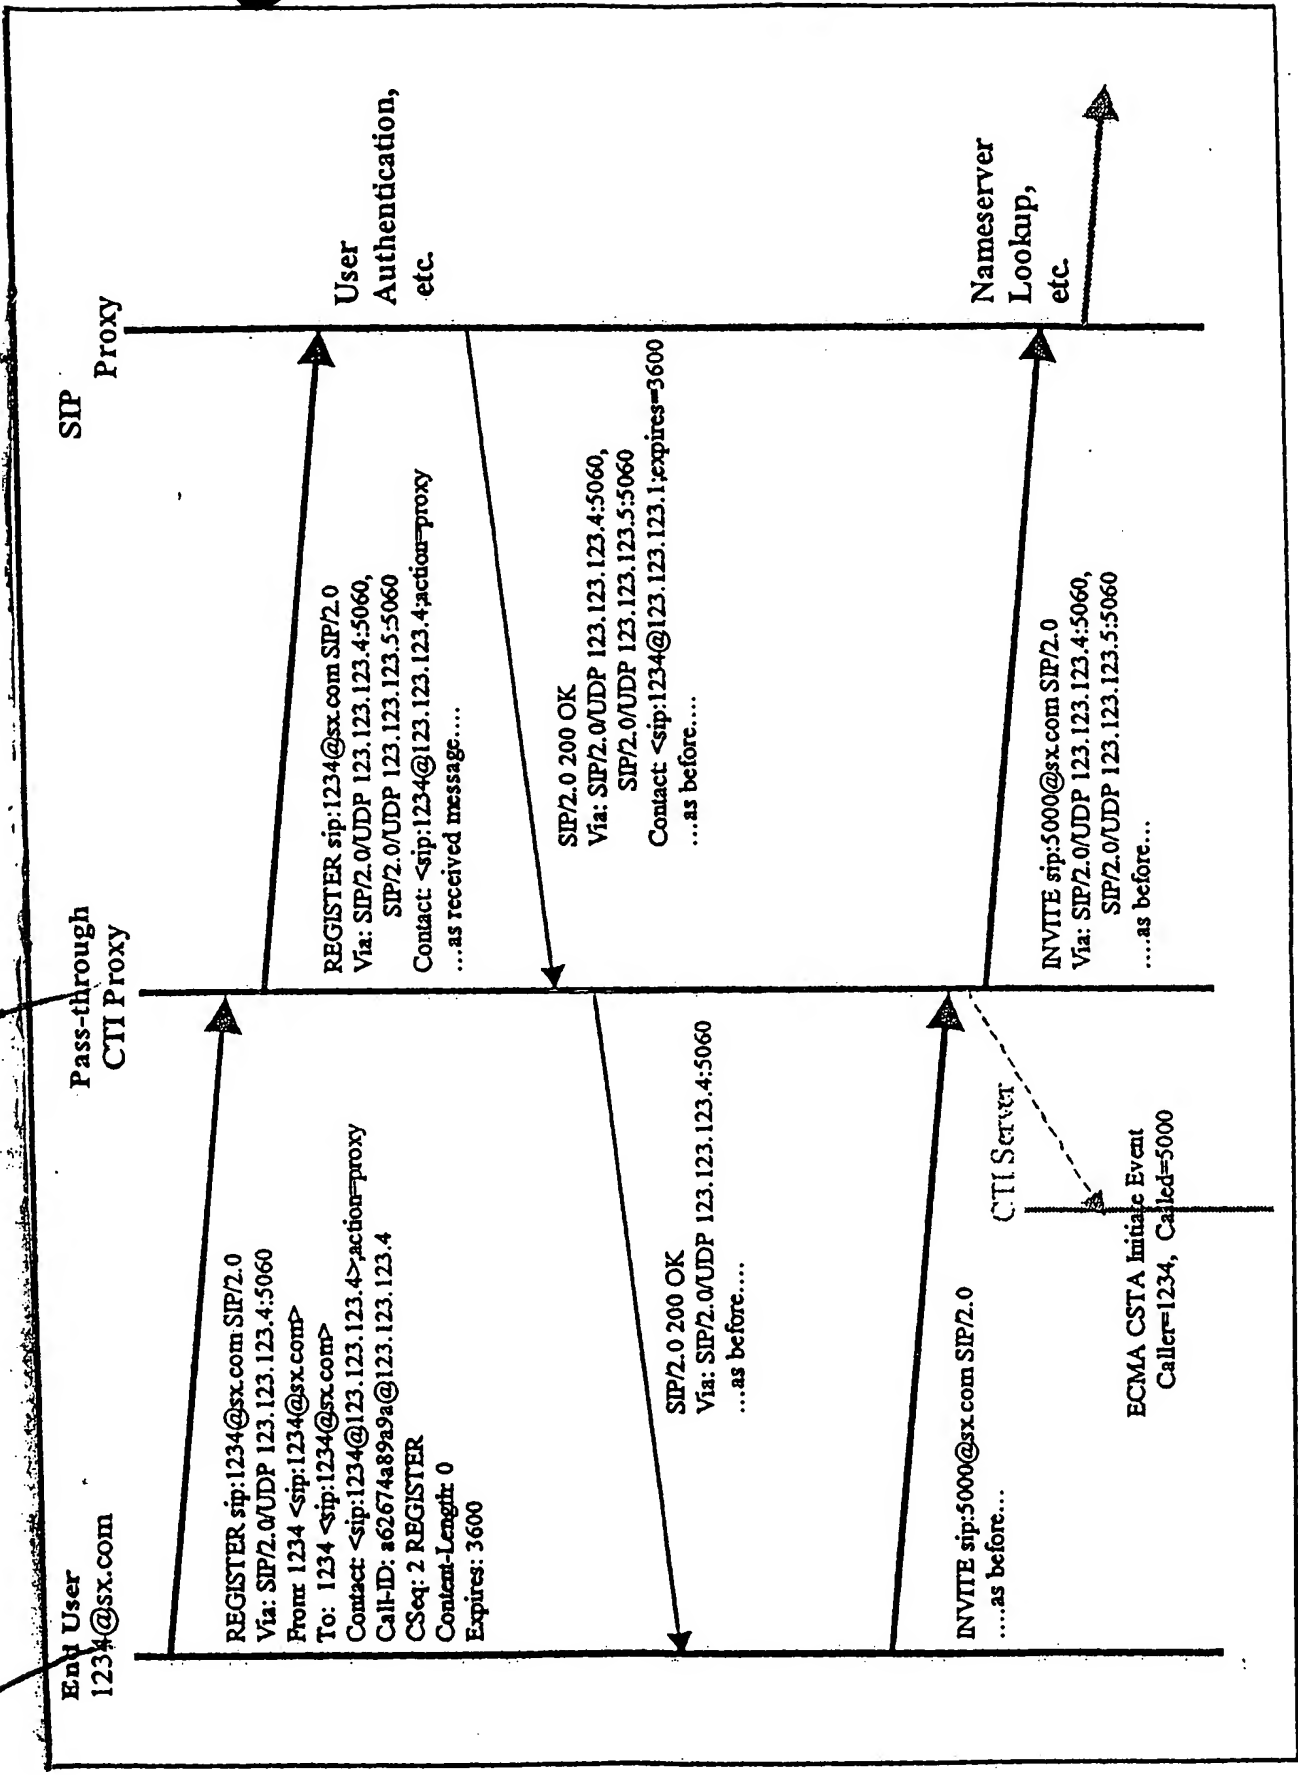 End User
1234@sx.com
Pass-through
CTI Proxy
SIP
Proxy
REGISTER sip:1234@sx.com SIP/2.0
Via: SIP/2.0/UDP 123.123.123.4:5060
From: 1234 <sip:1234@sx.com>
To: 1234 <sip:1234@sx.com>
Contact: <sip:1234@123.123.123.4>;action=proxy
Call-ID: a62674a89a9a@123.123.123.4
CSeq: 2 REGISTER
Content-Length: 0
Expires: 3600
REGISTER sip:1234@sx.com SIP/2.0
Via: SIP/2.0/UDP 123.123.123.4:5060,
SIP/2.0/UDP 123.123.123.5:5060
Contact: <sip:1234@123.123.123.4;action=proxy
...as received message....
User
Authentication,
etc.
SIP/2.0 200 OK
Via: SIP/2.0/UDP 123.123.123.4:5060,
SIP/2.0/UDP 123.123.123.5:5060
Contact: <sip:1234@123.123.123.1;expires=3600
...as before....
SIP/2.0 200 OK
Via: SIP/2.0/UDP 123.123.123.4:5060
...as before....
INVITE sip:5000@sx.com SIP/2.0
....as before...
CTI Server
ECMA CSTA Initiate Event
Caller=1234, Called=5000
INVITE sip:5000@sx.com SIP/2.0
Via: SIP/2.0/UDP 123.123.123.4:5060,
SIP/2.0/UDP 123.123.123.5:5060
....as before...
Nameserver
Lookup,
etc.